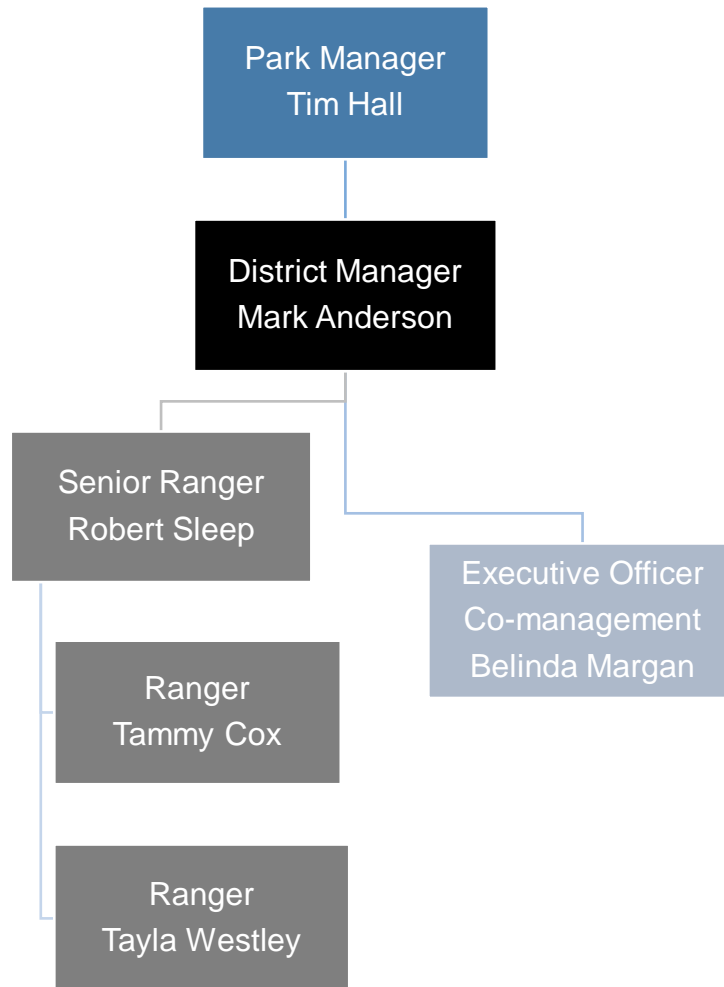 Park Manager
Tim Hall
District Manager
Mark Anderson
Senior Ranger
Robert Sleep
Executive Officer
Co-management
Belinda Margan
Ranger
Tammy Cox
Ranger
Tayla Westley